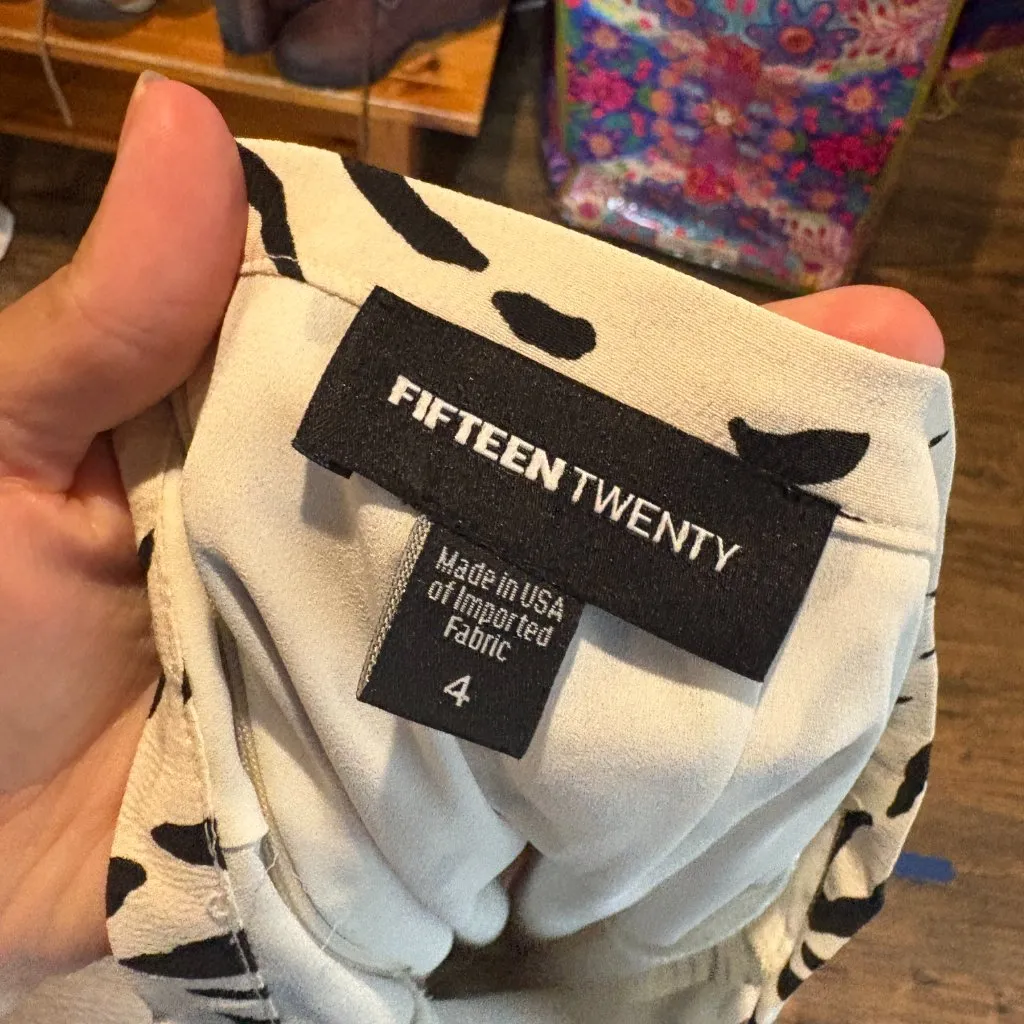 FIFTEEN TWENTY
Made in USA
of Imported
Fabric
4